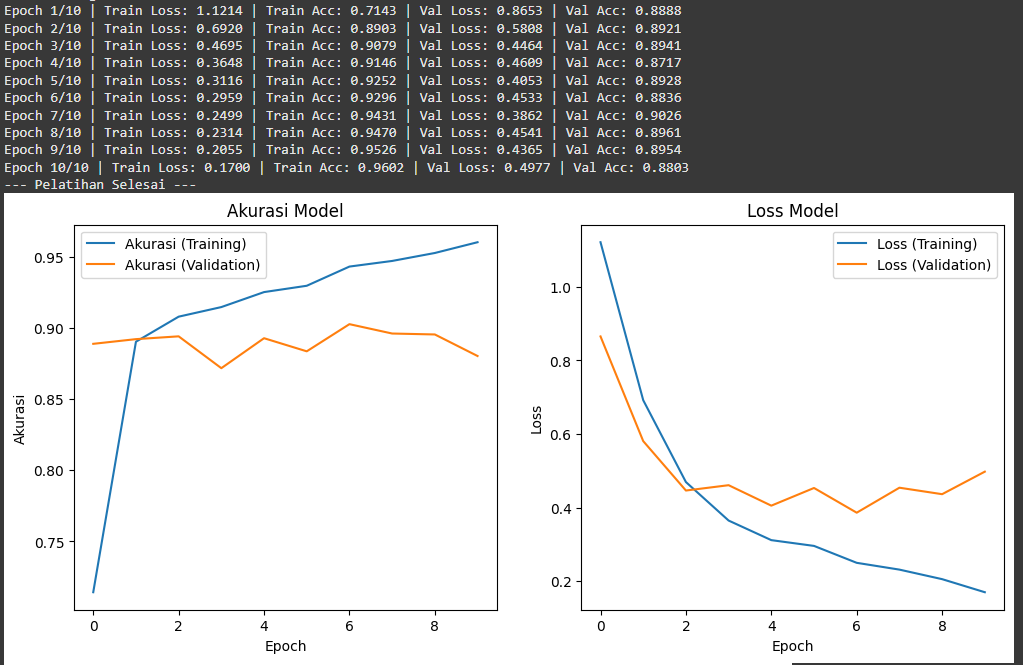 Epoch 1/10 | Train Loss: 1.1214 | Train Acc: 0.7143 | Val Loss: 0.8653 | Val Acc: 0.8888
Epoch 2/10 | Train Loss: 0.6920 | Train Acc: 0.8903 | Val Loss: 0.5808 | Val Acc: 0.8921
Epoch 3/10 | Train Loss: 0.4695 | Train Acc: 0.9079 | Val Loss: 0.4464 | Val Acc: 0.8941
Epoch 4/10 | Train Loss: 0.3648 | Train Acc: 0.9146 | Val Loss: 0.4609 | Val Acc: 0.8717
Epoch 5/10 | Train Loss: 0.3116 | Train Acc: 0.9252 | Val Loss: 0.4053 | Val Acc: 0.8928
Epoch 6/10 | Train Loss: 0.2959 | Train Acc: 0.9296 | Val Loss: 0.4533 | Val Acc: 0.8836
Epoch 7/10 | Train Loss: 0.2499 | Train Acc: 0.9431 | Val Loss: 0.3862 | Val Acc: 0.9026
Epoch 8/10 | Train Loss: 0.2314 | Train Acc: 0.9470 | Val Loss: 0.4541 | Val Acc: 0.8961
Epoch 9/10 | Train Loss: 0.2055 | Train Acc: 0.9526 | Val Loss: 0.4365 | Val Acc: 0.8954
Epoch 10/10 | Train Loss: 0.1700 | Train Acc: 0.9602 | Val Loss: 0.4977 | Val Acc: 0.8803
--- Pelatihan Selesai ---
Akurasi Model
Akurasi (Training)
Akurasi (Validation)
0.95
0.90
0.85
0.80
0.75
Akurasi
0 2 4 6 8
Epoch
Loss Model
Loss (Training)
Loss (Validation)
1.0
0.8
0.6
0.4
0.2
Loss
0 2 4 6 8
Epoch